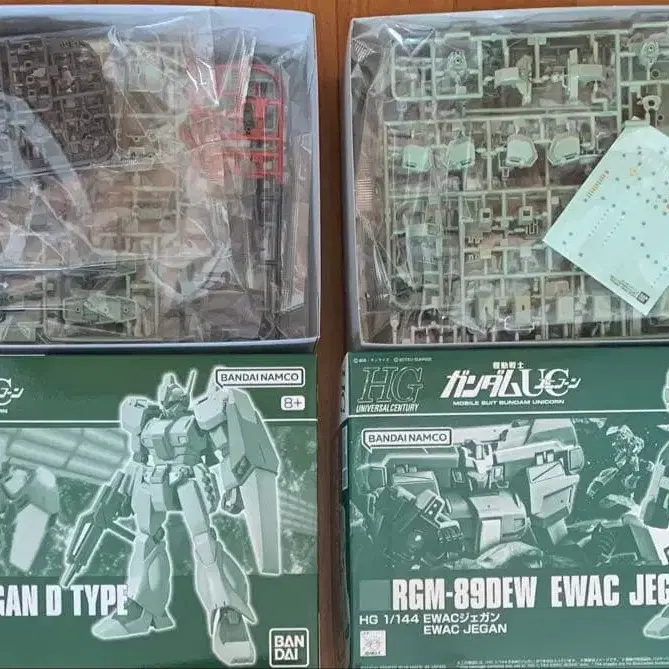 BANDAI NAMCO
8+
GAN D TYPE
BAN
DAI
HG
UNIVERSAL CENTURY
機動戦士
ガンダムUC
MOBILE SUIT GUNDAM UNICORN
BANDAI NAMCO
RGM-89DEW EWAC JEG
HG 1/144 EWACジェガン
EWAC JEGAN